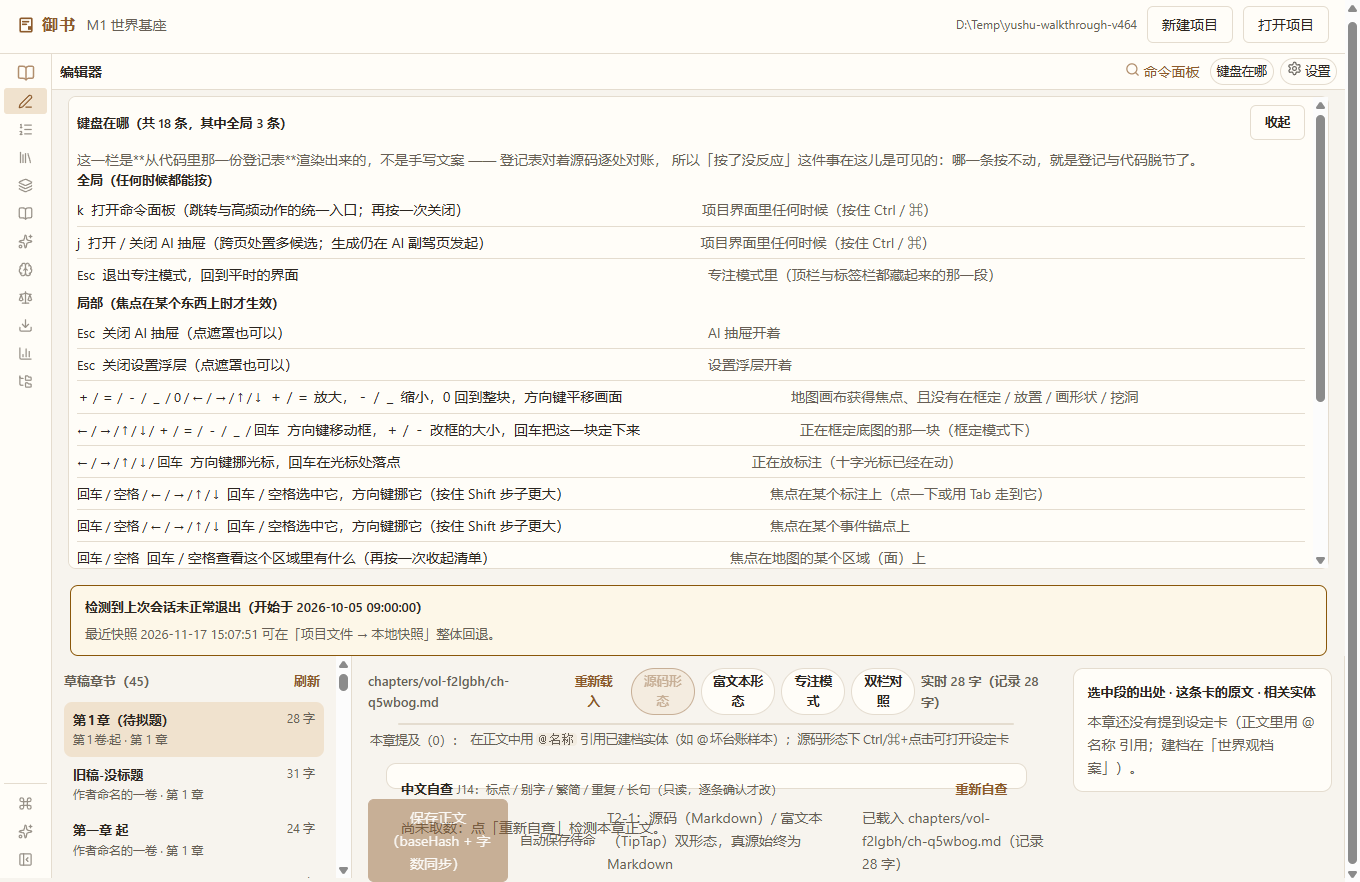 御书 M1 世界基座
D:\Temp\yushu-walkthrough-v464 新建项目 打开项目
编辑器
命令面板 键盘在哪 设置
键盘在哪（共 18 条，其中全局 3 条） 收起
这一栏是**从代码里那一份登记表**渲染出来的，不是手写文案 —— 登记表对着源码逐处对账， 所以「按了没反应」这件事在这儿是可见的：哪一条按不动，就是登记与代码脱节了。
全局（任何时候都能按）
k 打开命令面板（跳转与高频动作的统一入口；再按一次关闭） 项目界面里任何时候（按住 Ctrl / ⌘）
j 打开 / 关闭 AI 抽屉（跨页处置多候选；生成仍在 AI 副驾页发起） 项目界面里任何时候（按住 Ctrl / ⌘）
Esc 退出专注模式，回到平时的界面 专注模式里（顶栏与标签栏都藏起来的那一段）
局部（焦点在某个东西上时才生效）
Esc 关闭 AI 抽屉（点遮罩也可以） AI 抽屉开着
Esc 关闭设置浮层（点遮罩也可以） 设置浮层开着
+ / = / - / _ / 0 / ← / → / ↑ / ↓ + / = 放大， - / _ 缩小，0 回到整块，方向键平移画面 地图画布获得焦点、且没有在框定 / 放置 / 画形状 / 挖洞
← / → / ↑ / ↓ / + / = / - / _ / 回车 方向键移动框， + / - 改框的大小，回车把这一块定下来 正在框定底图的那一块（框定模式下）
← / → / ↑ / ↓ / 回车 方向键挪光标，回车在光标处落点 正在放标注（十字光标已经在动）
回车 / 空格 / ← / → / ↑ / ↓ 回车 / 空格选中它，方向键挪它（按住 Shift 步子更大） 焦点在某个标注上（点一下或用 Tab 走到它）
回车 / 空格 / ← / → / ↑ / ↓ 回车 / 空格选中它，方向键挪它（按住 Shift 步子更大） 焦点在某个事件锚点上
回车 / 空格 回车 / 空格查看这个区域里有什么（再按一次收起清单） 焦点在地图的某个区域（面）上
检测到上次会话未正常退出（开始于 2026-10-05 09:00:00）
最近快照 2026-11-17 15:07:51 可在「项目文件 → 本地快照」整体回退。
草稿章节（45） 刷新
第 1 章（待拟题） 28 字
第 1 卷·起 · 第 1 章
旧稿-没标题 31 字
作者命名的一卷 · 第 1 章
第一章 起 24 字
作者命名的一卷 · 第 1 章
chapters/vol-f2lgbh/ch-
q5wbog.md
重新载
入
源码形
态
富文本形
态
专注模
式
双栏对
照
实时 28 字（记录 28
字）
本章提及（0）： 在正文中用 @名称 引用已建档实体（如 @坏台账样本）；源码形态下 Ctrl/⌘+点击可打开设定卡
中文自查 J14：标点 / 别字 / 繁简 / 重复 / 长句（只读，逐条确认才改） 重新自查
尚未取数：点「重新自查」检测本章正文。
保存正文
（baseHash + 字
数同步）
自动保存待命
T2-1：源码（Markdown）/ 富文本
（TipTap）双形态，真源始终为
Markdown
已载入 chapters/vol-
f2lgbh/ch-q5wbog.md（记录
28 字）
选中段的出处 · 这条卡的原文 · 相关实体
本章还没有提到设定卡（正文里用 @
名称 引用；建档在「世界观档
案」）。